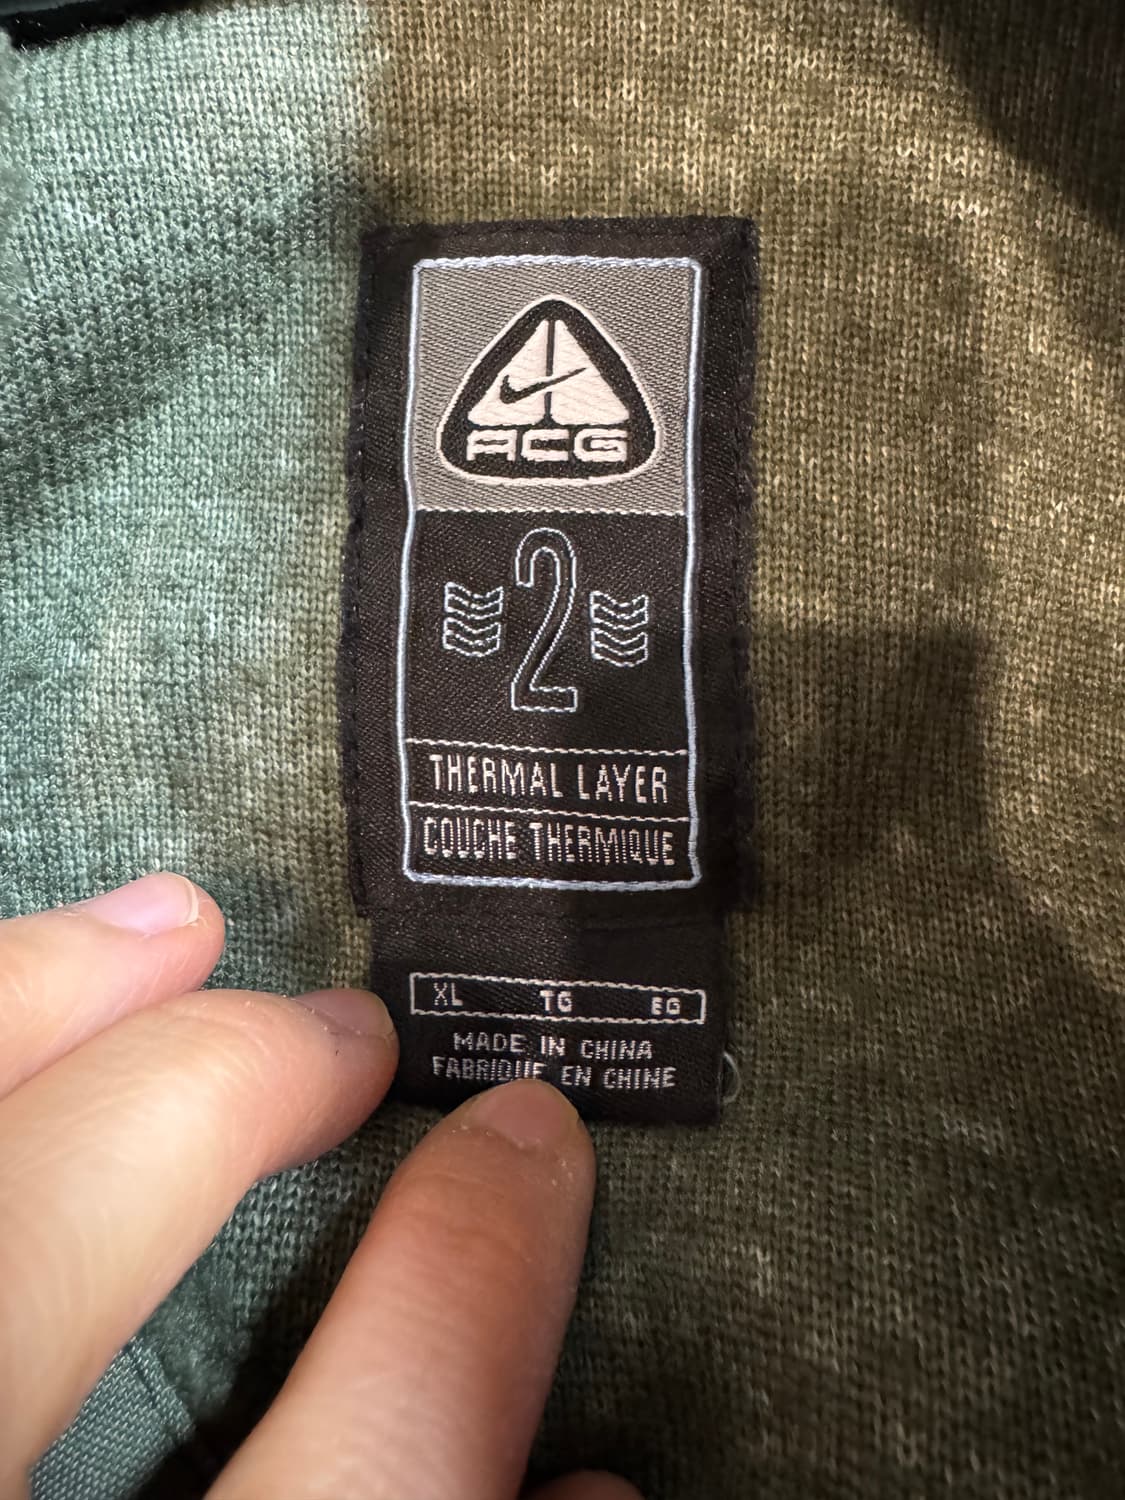 ACG
2
THERMAL LAYER
COUCHE THERMIQUE
XL TG EG
MADE IN CHINA
FABRIQUE EN CHINE